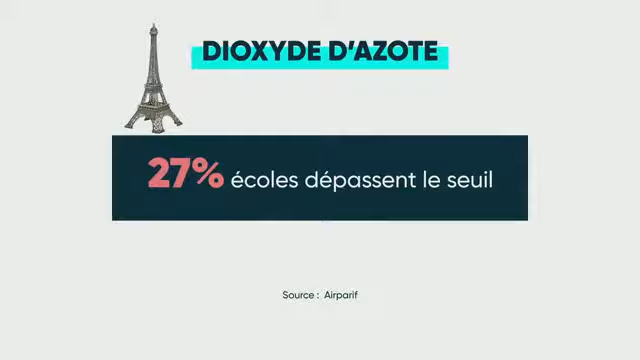 DIOXYDE D'AZOTE
27% écoles dépassent le seuil
Source : Airparif